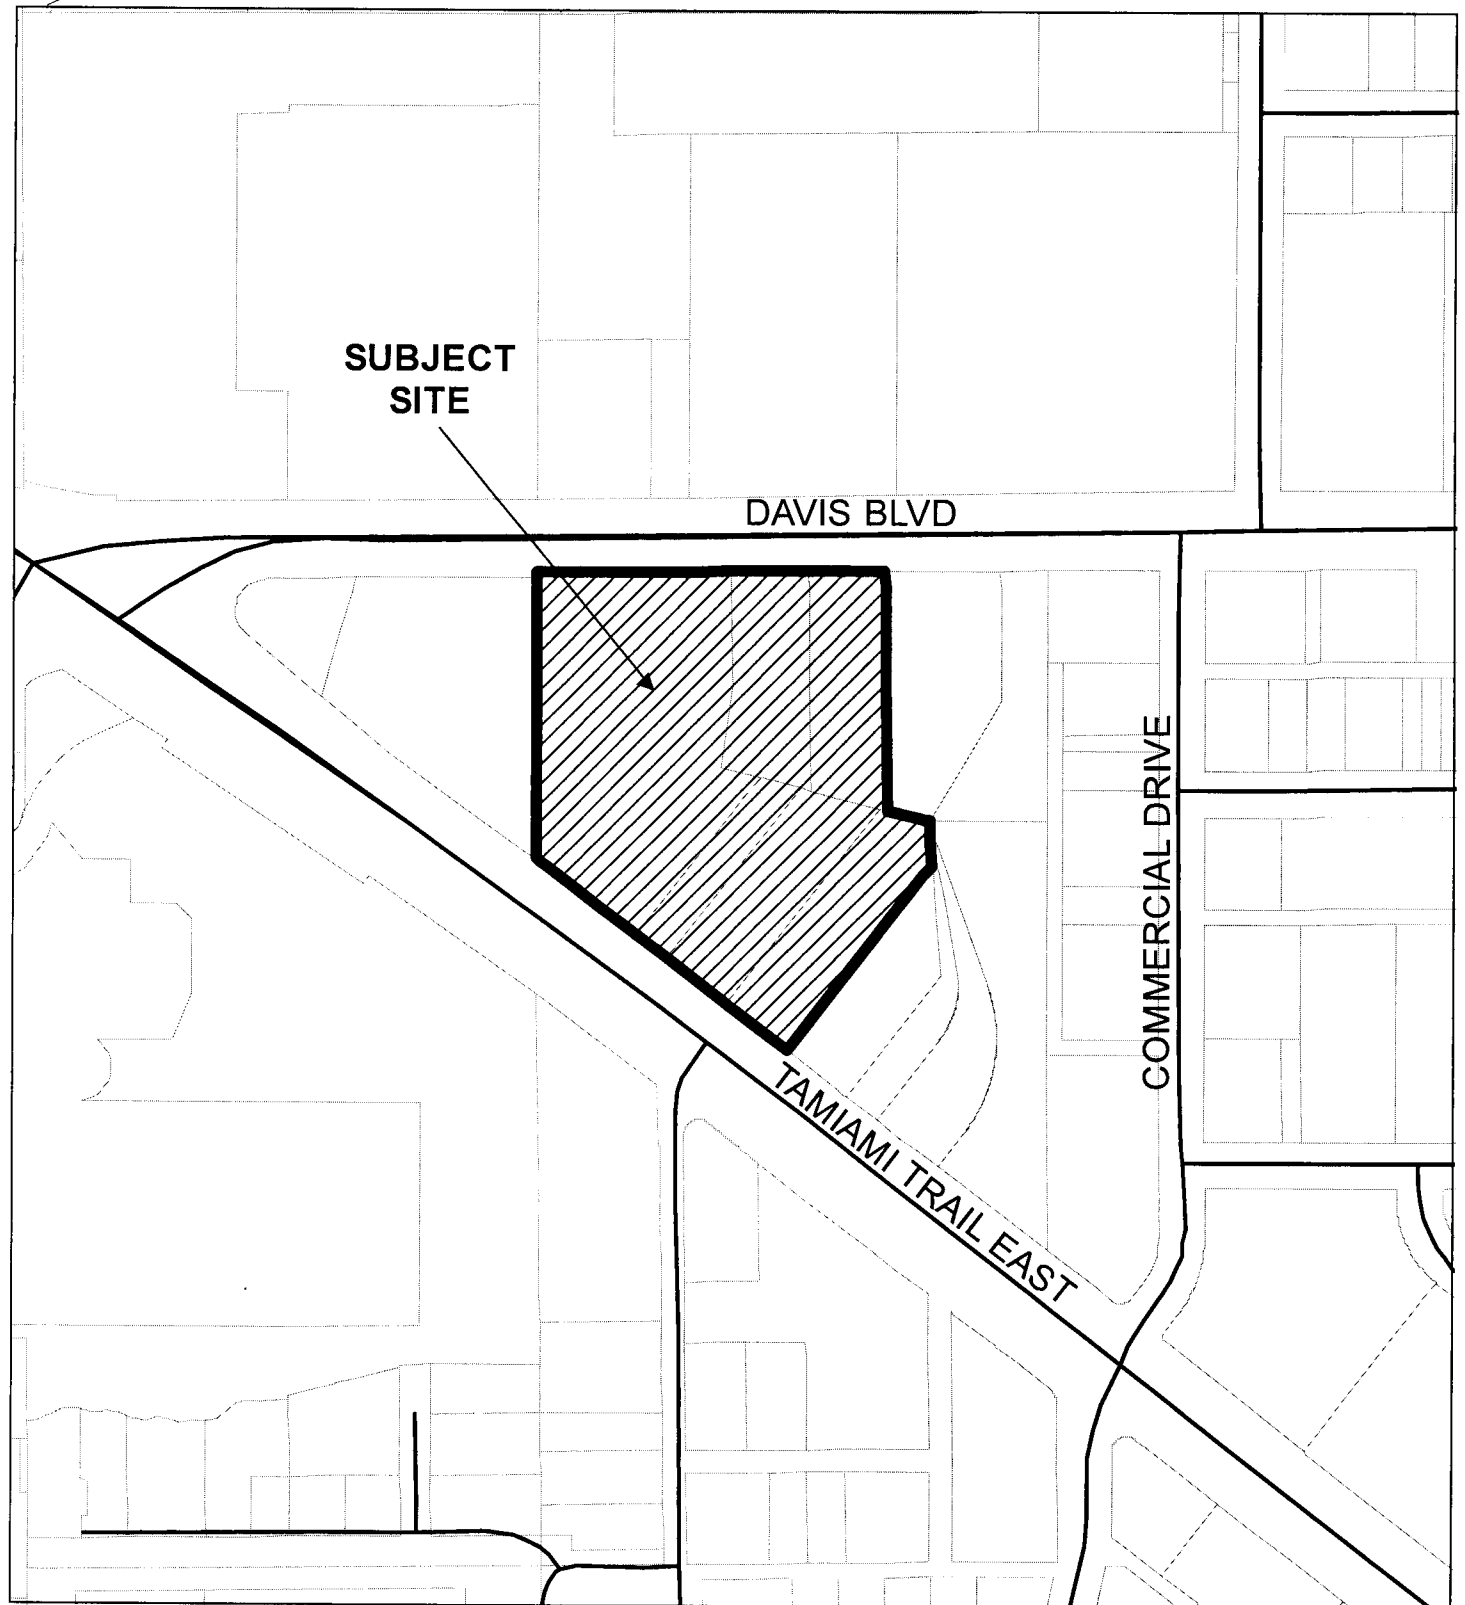 SUBJECT
SITE
DAVIS BLVD
COMMERCIAL DRIVE
TAMIAMI TRAIL EAST